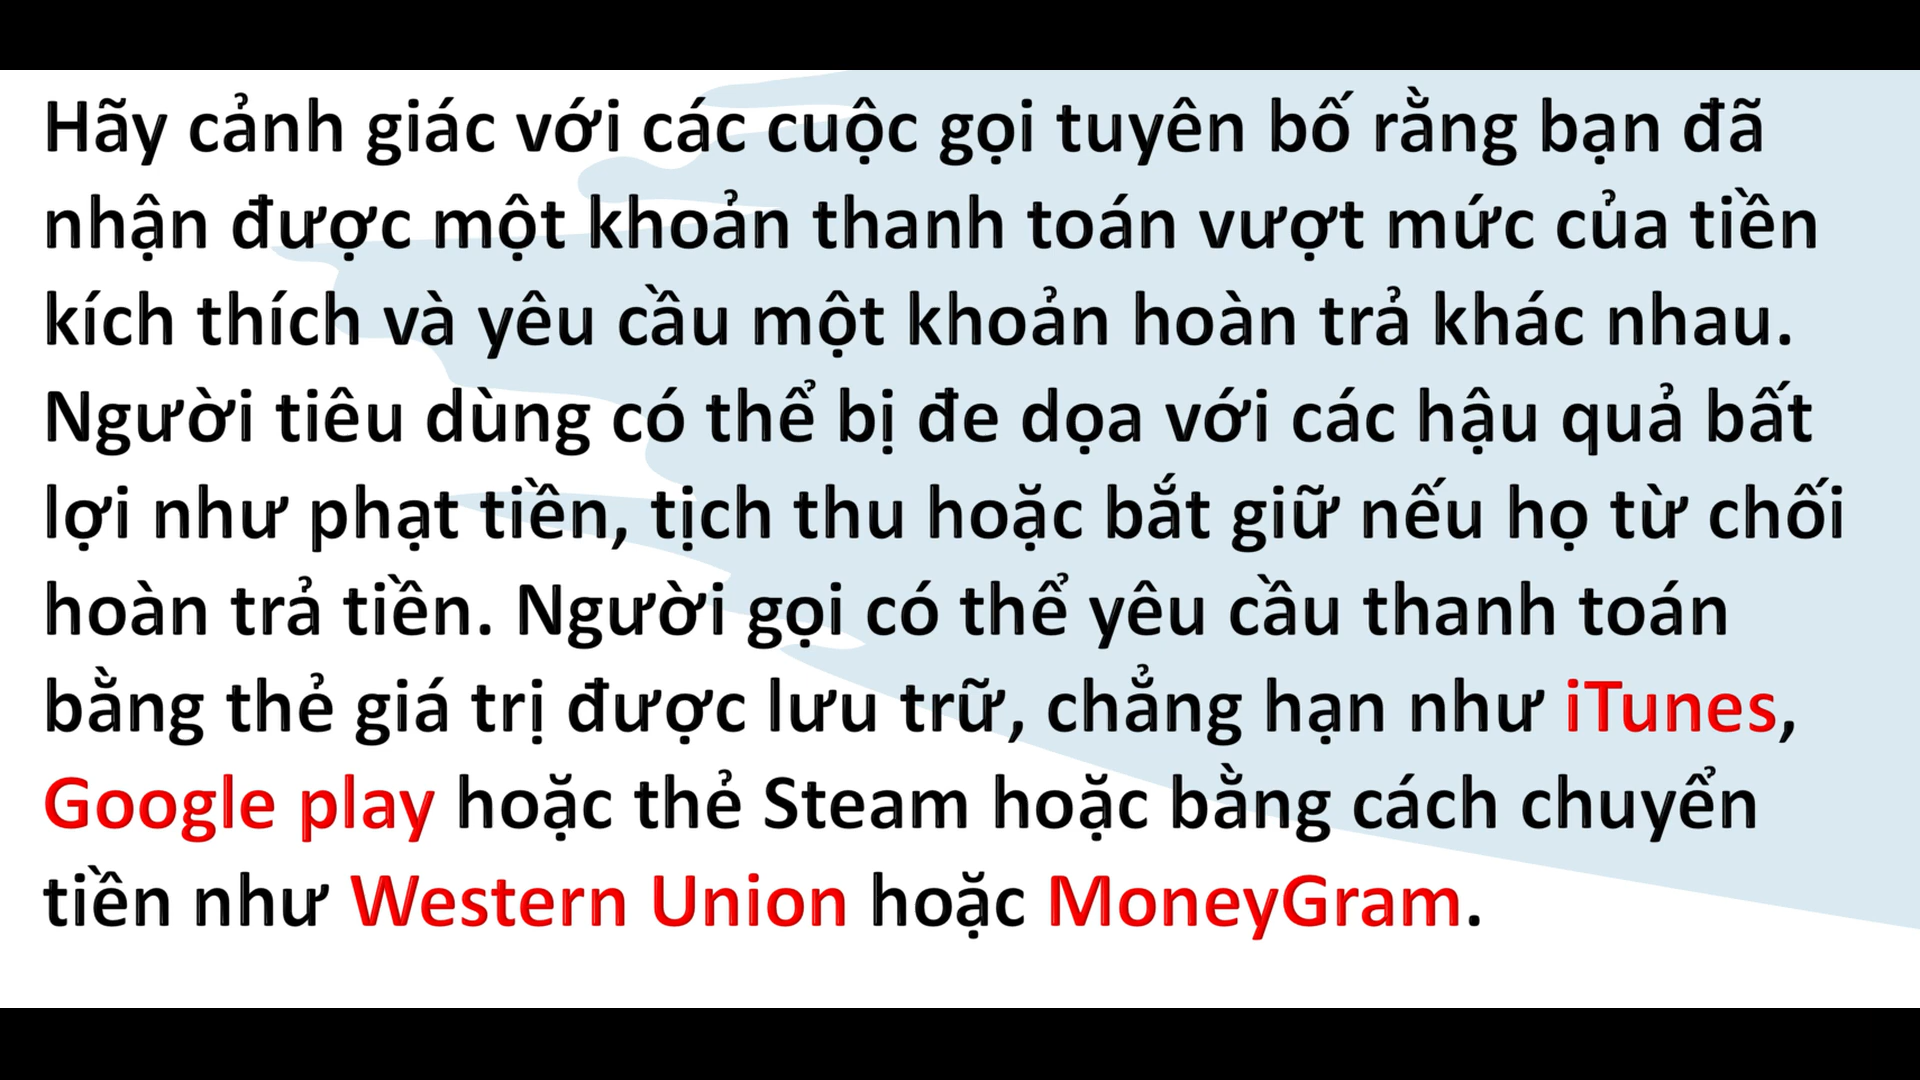 Hãy cảnh giác với các cuộc gọi tuyên bố rằng bạn đã
nhận được một khoản thanh toán vượt mức của tiền
kích thích và yêu cầu một khoản hoàn trả khác nhau.
Người tiêu dùng có thể bị đe dọa với các hậu quả bất
lợi như phạt tiền, tịch thu hoặc bắt giữ nếu họ từ chối
hoàn trả tiền. Người gọi có thể yêu cầu thanh toán
bằng thẻ giá trị được lưu trữ, chẳng hạn như iTunes,
Google play hoặc thẻ Steam hoặc bằng cách chuyển
tiền như Western Union hoặc MoneyGram.